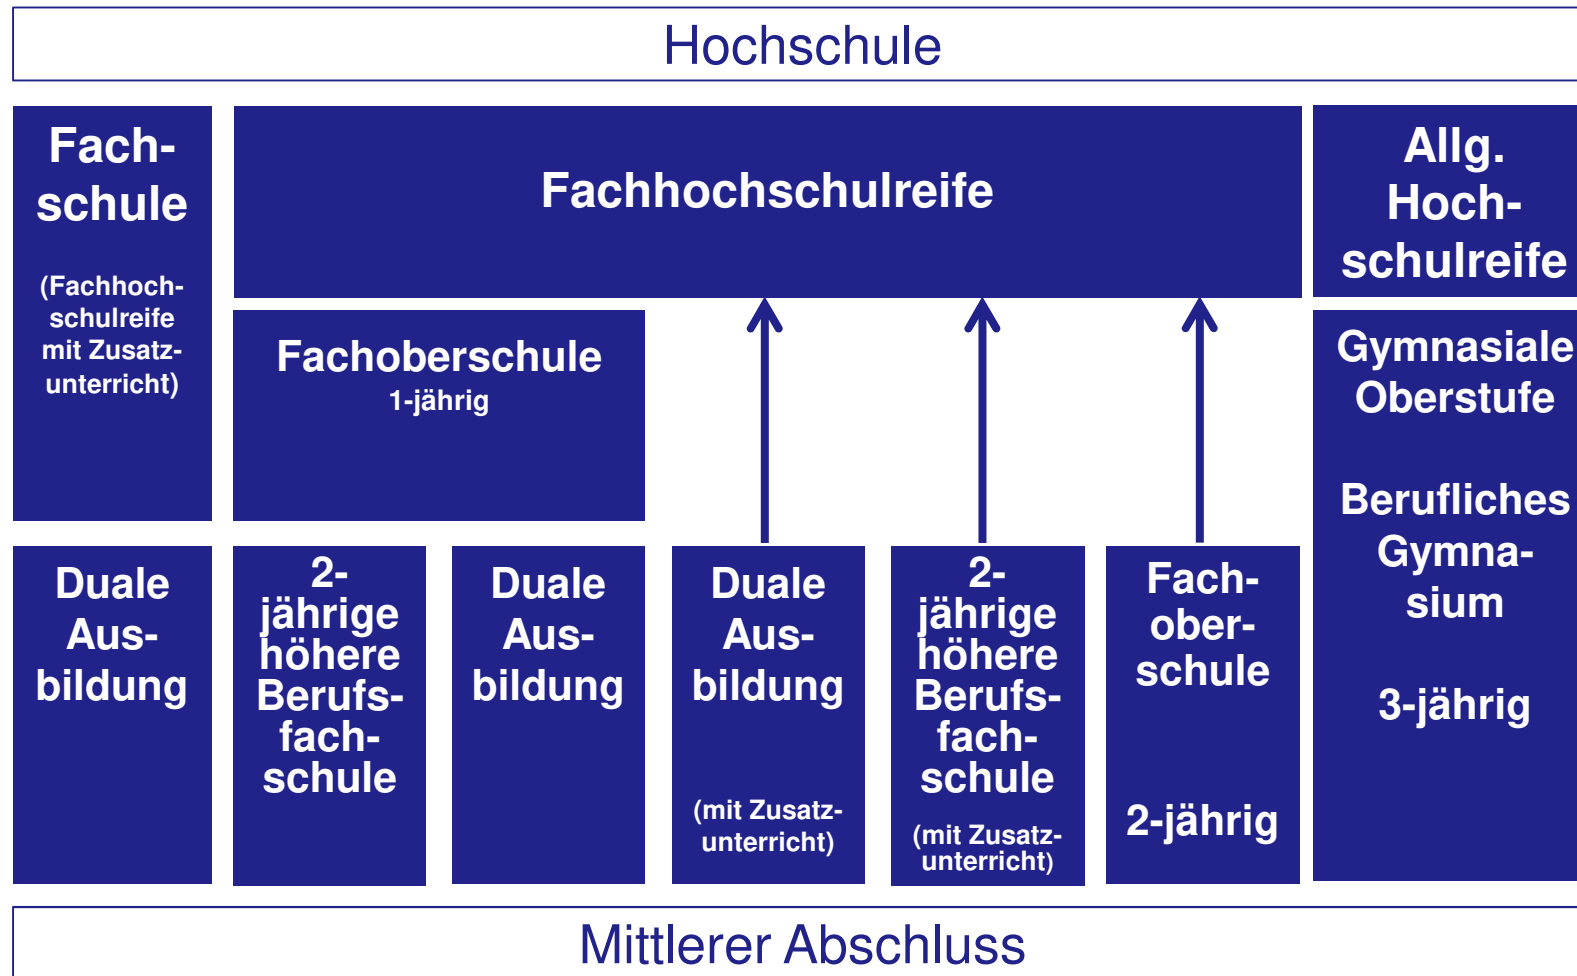 Hochschule
Fach-
schule
(Fachhoch-
schulreife
mit Zusatz-
unterricht)
Fachhochschulreife
Allg.
Hoch-
schulreife
Fachoberschule
1-jährig
Gymnasiale
Oberstufe
Berufliches
Gymna-
sium
3-jährig
Duale
Aus-
bildung
2-
jährige
höhere
Berufs-
fach-
schule
Duale
Aus-
bildung
Duale
Aus-
bildung
(mit Zusatz-
unterricht)
2-
jährige
höhere
Berufs-
fach-
schule
(mit Zusatz-
unterricht)
Fach-
ober-
schule
2-jährig
Mittlerer Abschluss